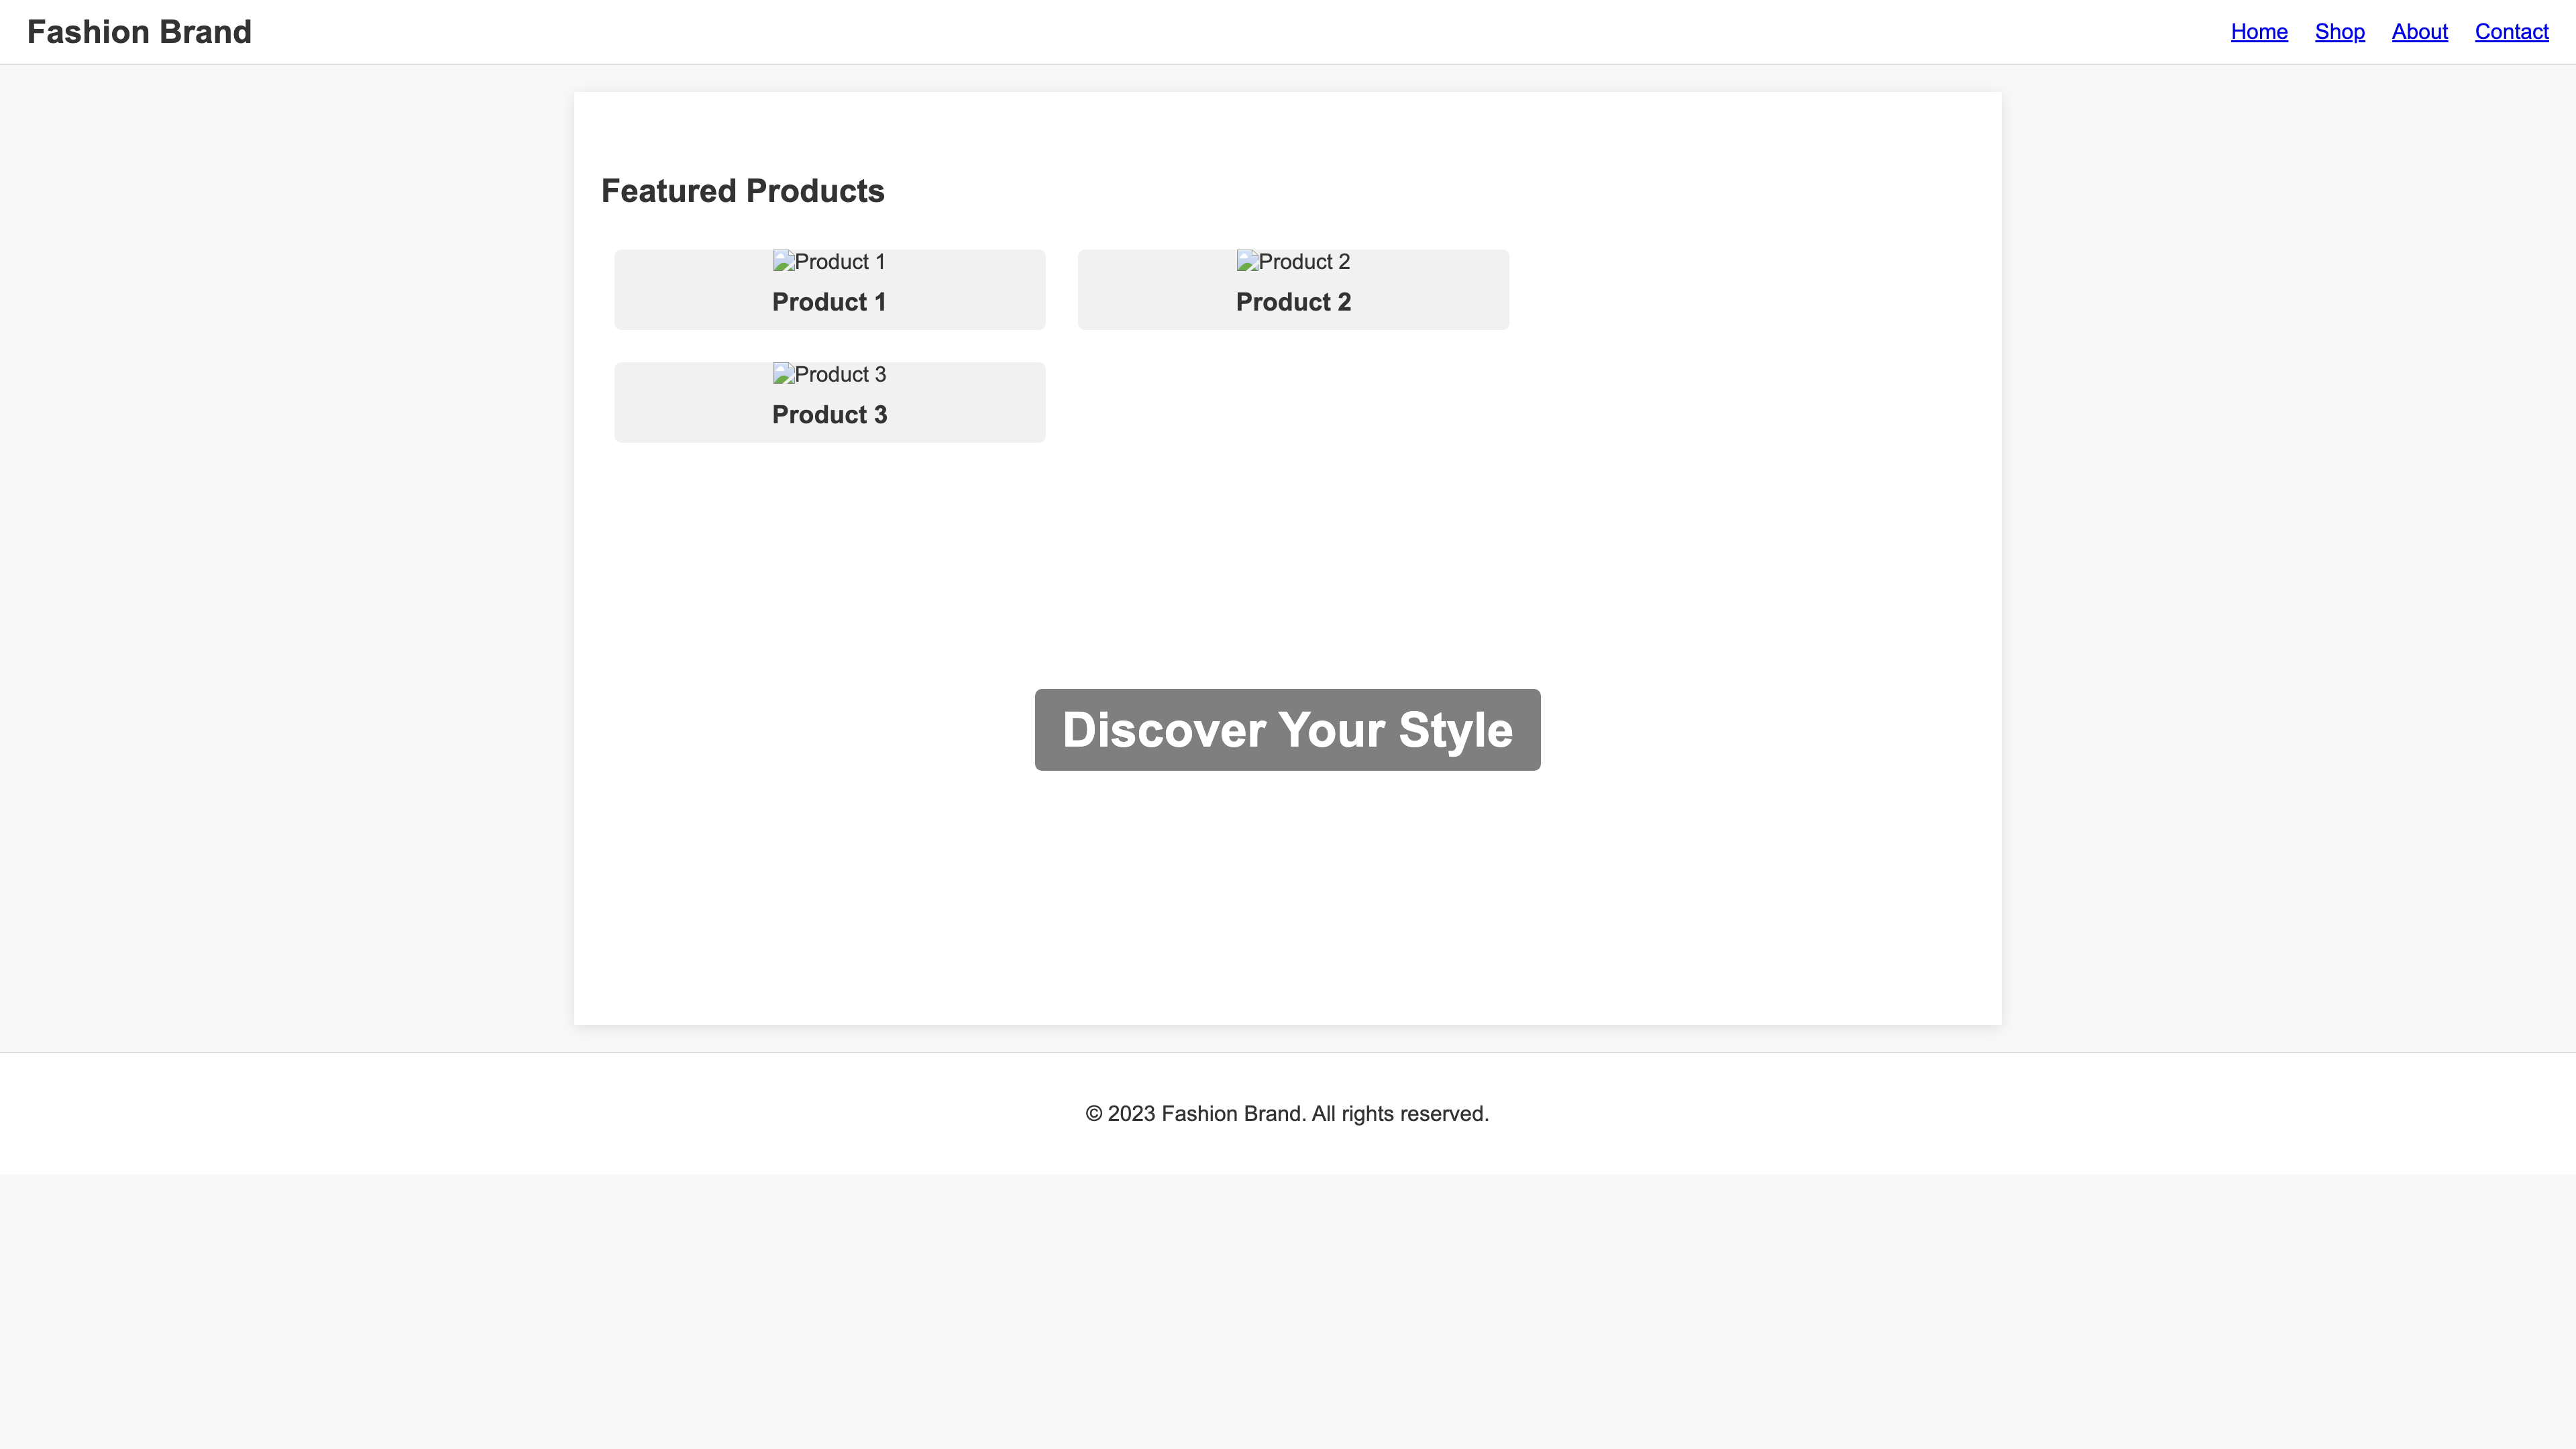 Fashion Brand
Home Shop About Contact
Featured Products
Product 1
Product 1
Product 2
Product 2
Product 3
Product 3
Discover Your Style
© 2023 Fashion Brand. All rights reserved.